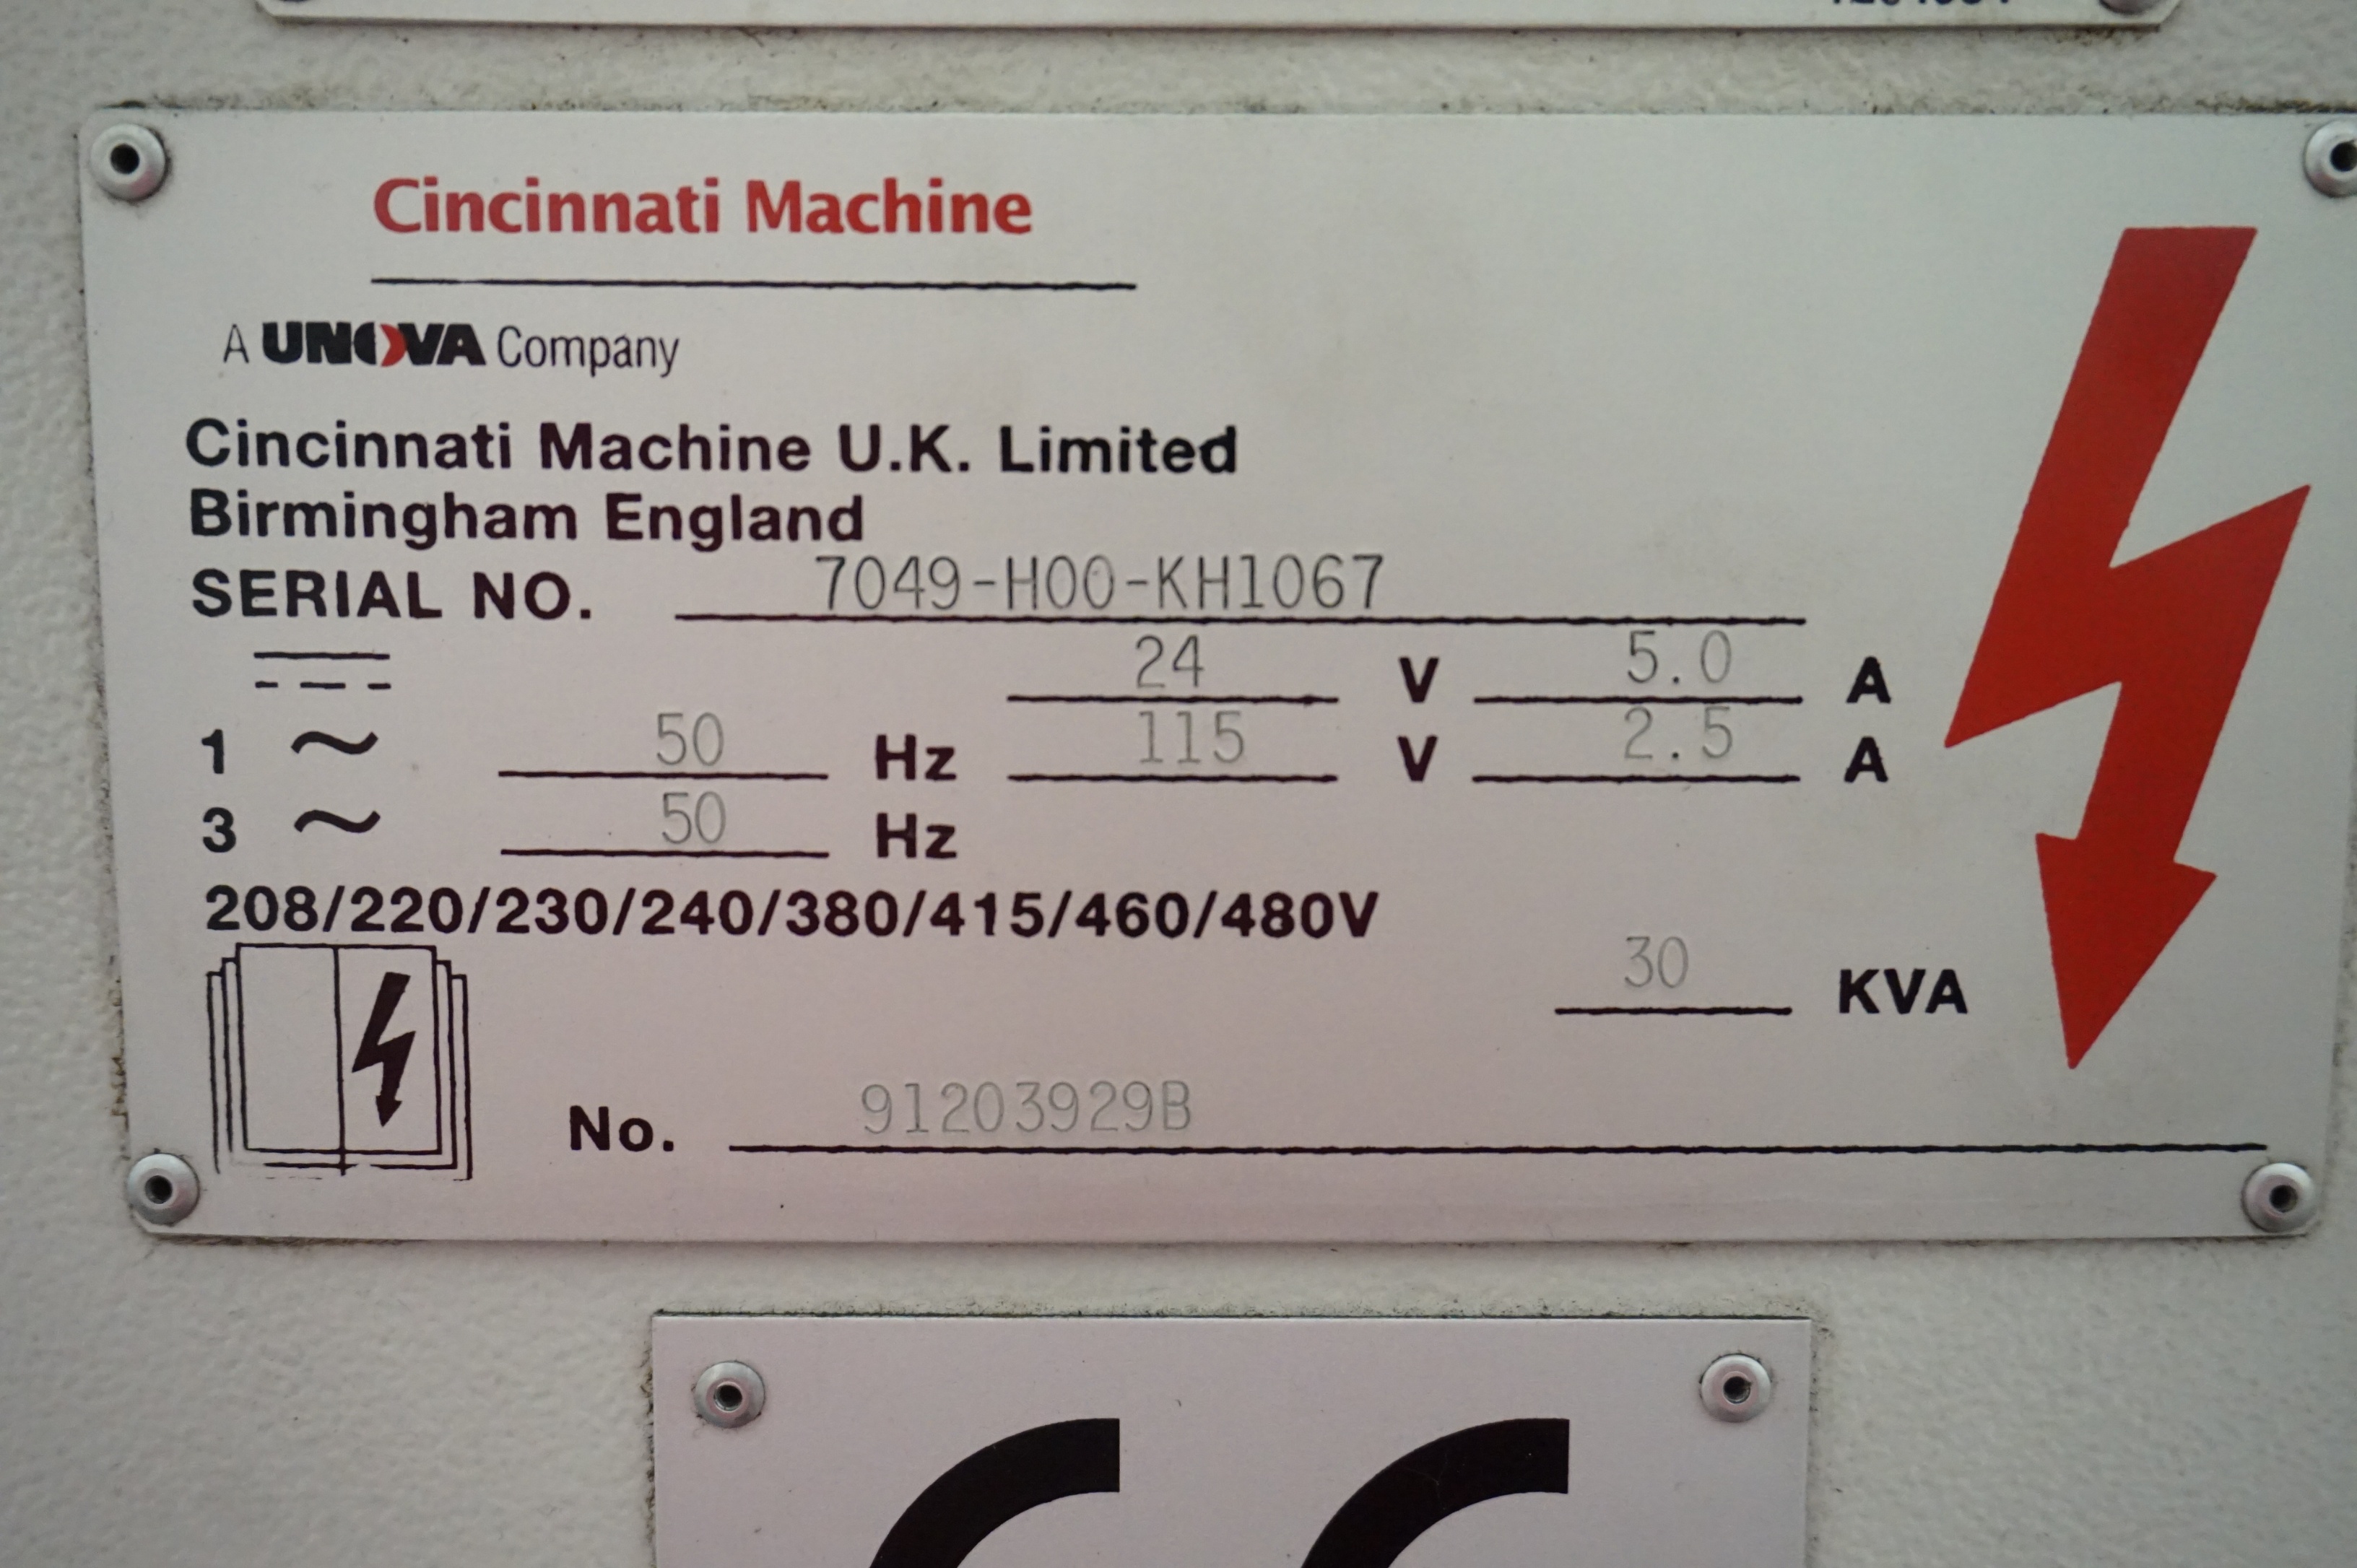 Cincinnati Machine
A UNOVA Company
Cincinnati Machine U.K. Limited
Birmingham England
SERIAL NO. 7049-H00-KH1067
24 V 5.0 A
1 ~ 50 Hz 115 V 2.5 A
3 ~ 50 Hz
208/220/230/240/380/415/460/480V
30 KVA
No. 91203929B
CE